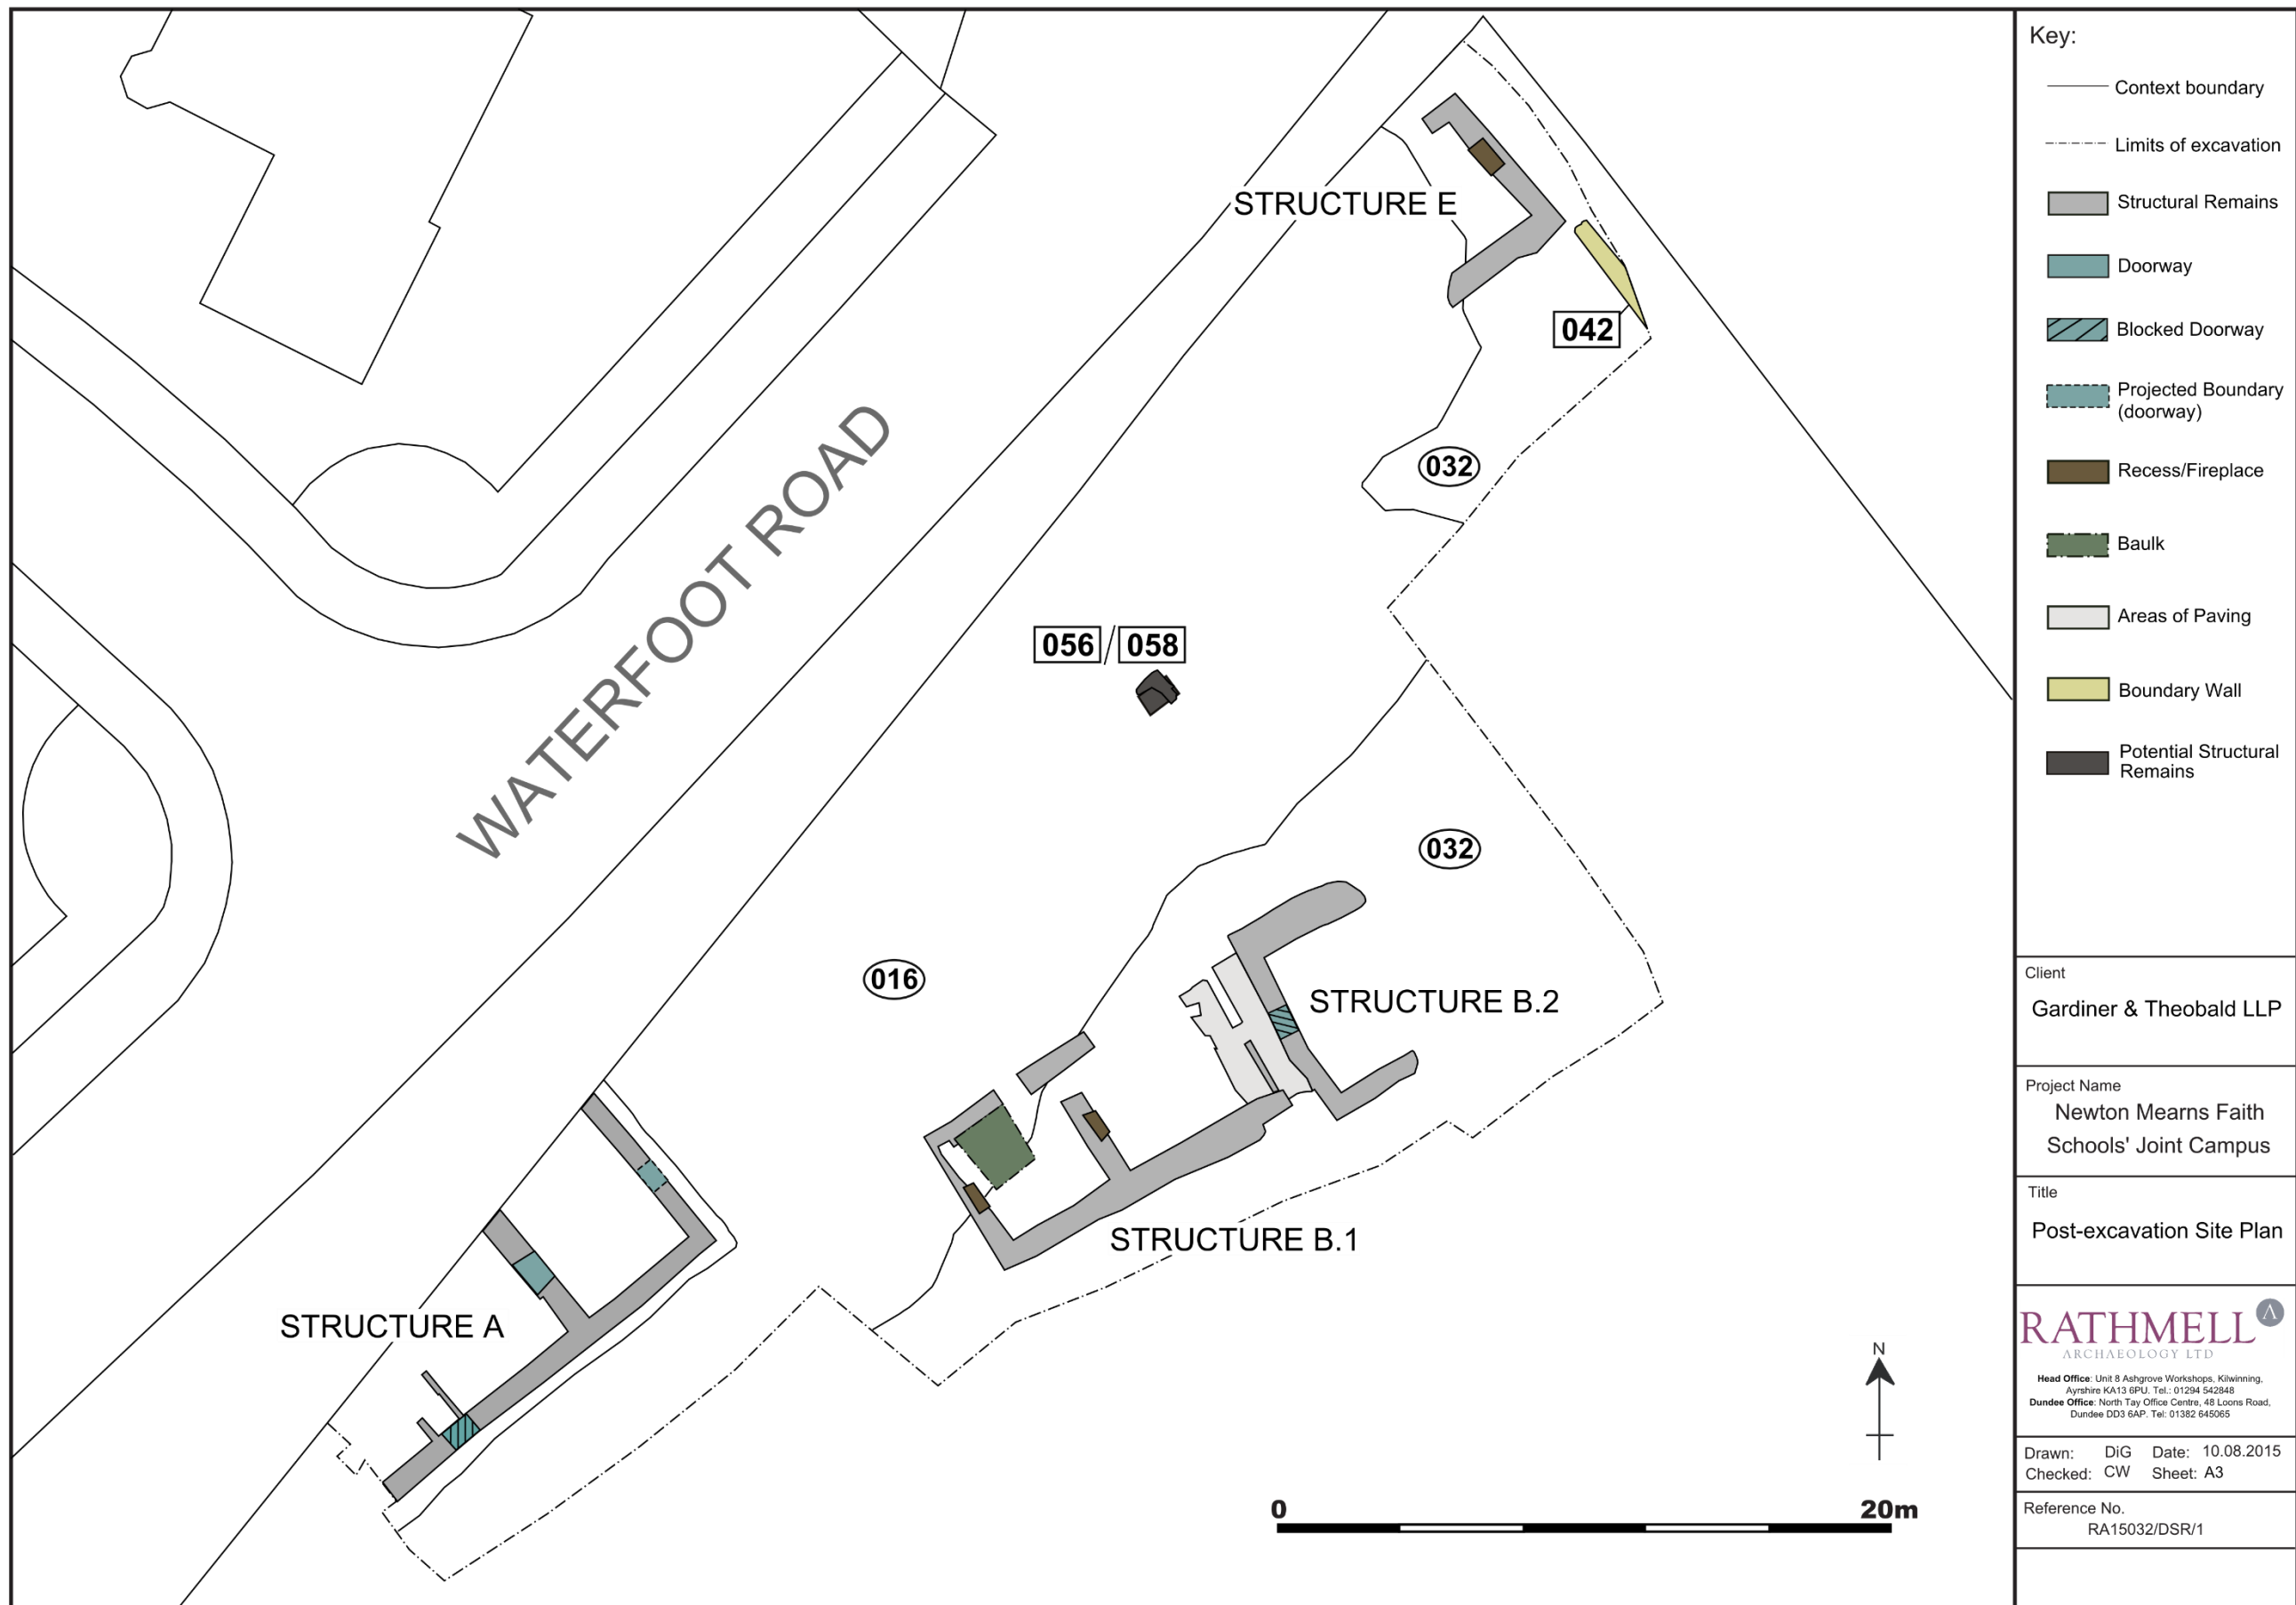 STRUCTURE E
042
032
WATERFOOT ROAD
056 / 058
032
016
STRUCTURE B.2
STRUCTURE B.1
STRUCTURE A
N
0 20m
Key:
Context boundary
Limits of excavation
Structural Remains
Doorway
Blocked Doorway
Projected Boundary
(doorway)
Recess/Fireplace
Baulk
Areas of Paving
Boundary Wall
Potential Structural
Remains
Client
Gardiner & Theobald LLP
Project Name
Newton Mearns Faith
Schools' Joint Campus
Title
Post-excavation Site Plan
RATHMELL Λ
ΛRCHΛEOLOGY LTD
Head Office: Unit 8 Ashgrove Workshops, Kilwinning,
Ayrshire KA13 6PU. Tel.: 01294 542848
Dundee Office: North Tay Office Centre, 48 Loons Road,
Dundee DD3 6AP. Tel: 01382 645065
Drawn: DiG Date: 10.08.2015
Checked: CW Sheet: A3
Reference No.
RA15032/DSR/1